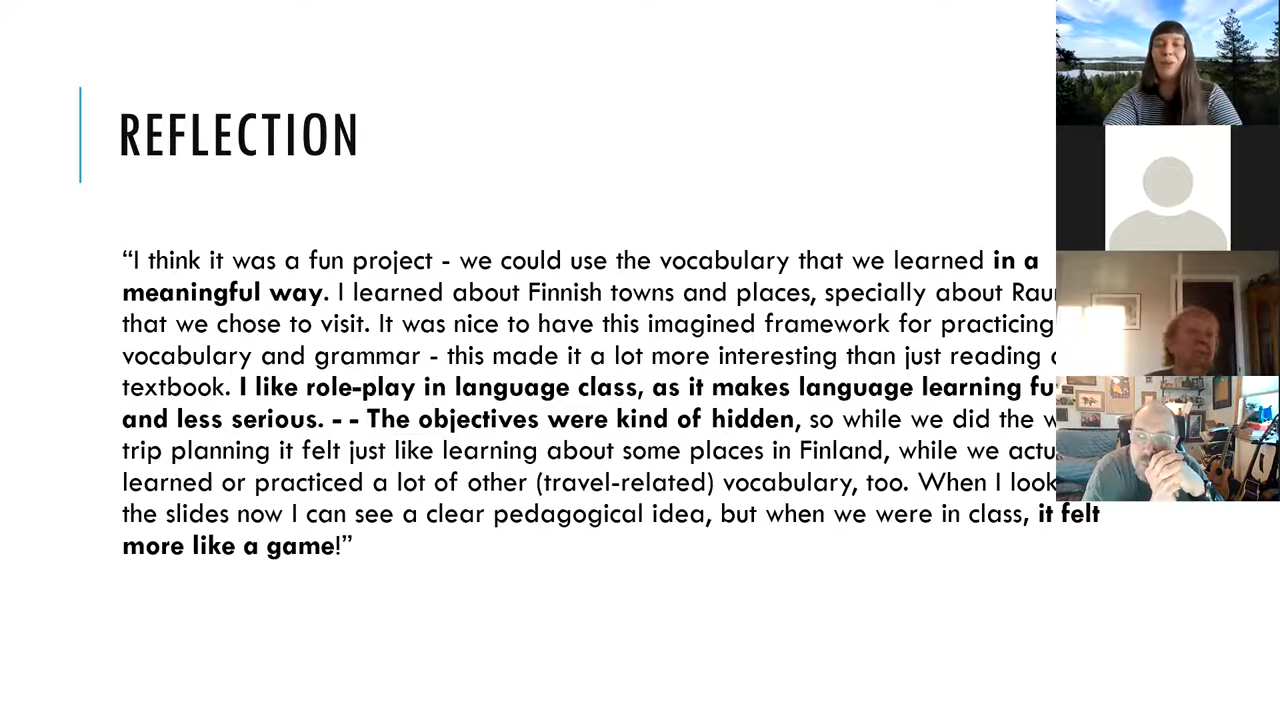 REFLECTION
“I think it was a fun project - we could use the vocabulary that we learned in a
meaningful way. I learned about Finnish towns and places, specially about
that we chose to visit. It was nice to have this imagined framework for practicing
vocabulary and grammar - this made it a lot more interesting than just reading
textbook. I like role-play in language class, as it makes language learning
and less serious. - - The objectives were kind of hidden, so while we did the
trip planning it felt just like learning about some places in Finland, while we
learned or practiced a lot of other (travel-related) vocabulary, too. When I
the slides now I can see a clear pedagogical idea, but when we were in class, it felt
more like a game!”